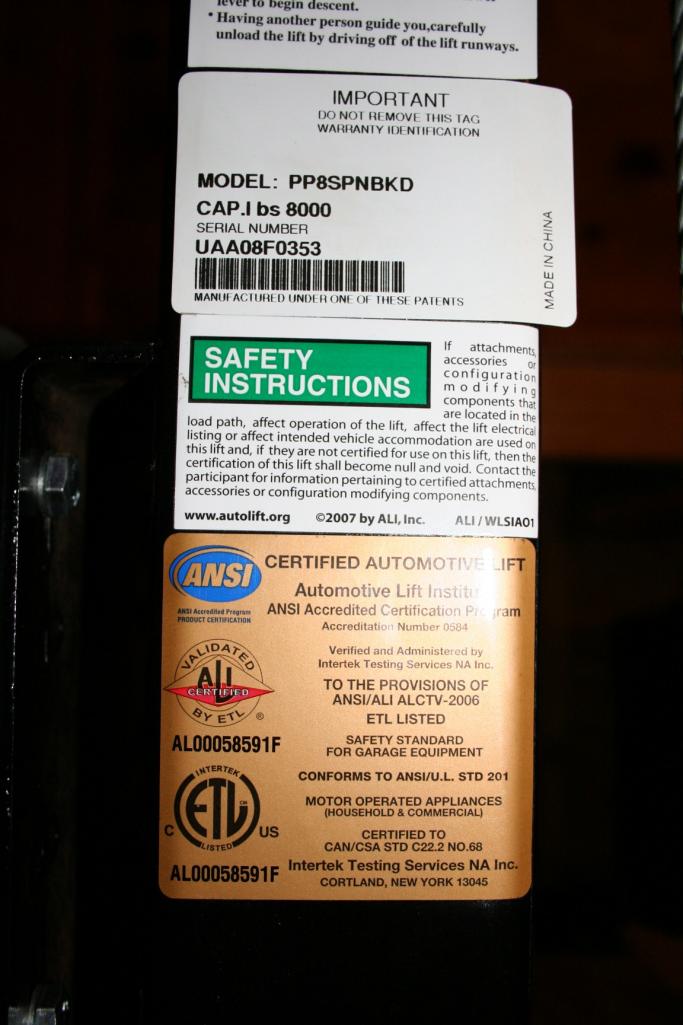 lever to begin descent.
* Having another person guide you,carefully
unload the lift by driving off of the lift runways.
IMPORTANT
DO NOT REMOVE THIS TAG
WARRANTY IDENTIFICATION
MODEL: PP8SPNBKD
CAP.l bs 8000
SERIAL NUMBER
UAA08F0353
MANUFACTURED UNDER ONE OF THESE PATENTS
MADE IN CHINA
SAFETY
INSTRUCTIONS
If attachments,
accessories or
configuration
modifying
components that
are located in the
load path, affect operation of the lift, affect the lift electrical
listing or affect intended vehicle accommodation are used on
this lift and, if they are not certified for use on this lift, then the
certification of this lift shall become null and void. Contact the
participant for information pertaining to certified attachments,
accessories or configuration modifying components.
www.autolift.org ©2007 by ALI, Inc. ALI / WLSIA01
ANSI
ANSI Accredited Program
PRODUCT CERTIFICATION
CERTIFIED AUTOMOTIVE LIFT
Automotive Lift
ANSI Accredited Certification Program
Accreditation Number 0584
VALIDATED
ALI
CERTIFIED
BY ETL ®
AL00058591F
Verified and Administered by
Intertek Testing Services NA Inc.
TO THE PROVISIONS OF
ANSI/ALI ALCTV-2006
ETL LISTED
SAFETY STANDARD
FOR GARAGE EQUIPMENT
INTERTEK
ETL CM
C US
LISTED
AL00058591F
CONFORMS TO ANSI/U.L. STD 201
MOTOR OPERATED APPLIANCES
(HOUSEHOLD & COMMERCIAL)
CERTIFIED TO
CAN/CSA STD C22.2 NO.68
Intertek Testing Services NA Inc.
CORTLAND, NEW YORK 13045